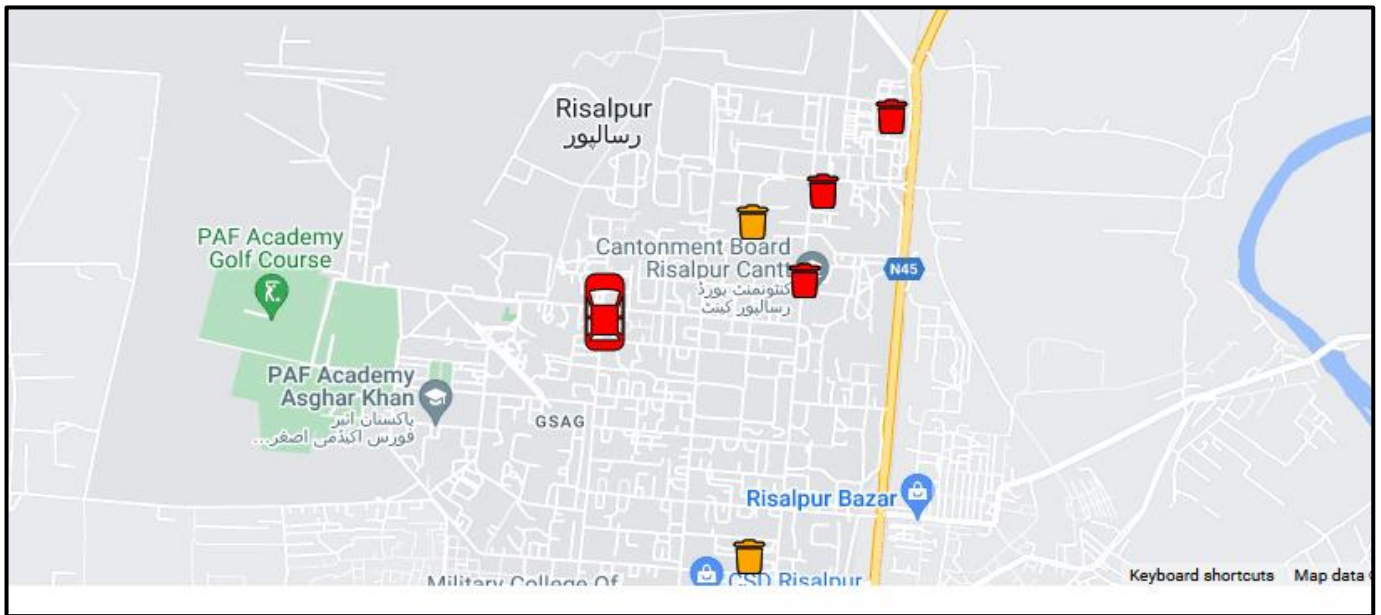 Risalpur
رسالپور
PAF Academy
Golf Course
Cantonment Board
Risalpur Cantt
کنٹونمنٹ بورڈ
رسالپور کینٹ
N45
PAF Academy
Asghar Khan
پاکستان ائیر
فورس اکیڈمی اصغر...
GSAG
Risalpur Bazar
Military College Of
CSD Risalpur
Keyboard shortcuts Map data